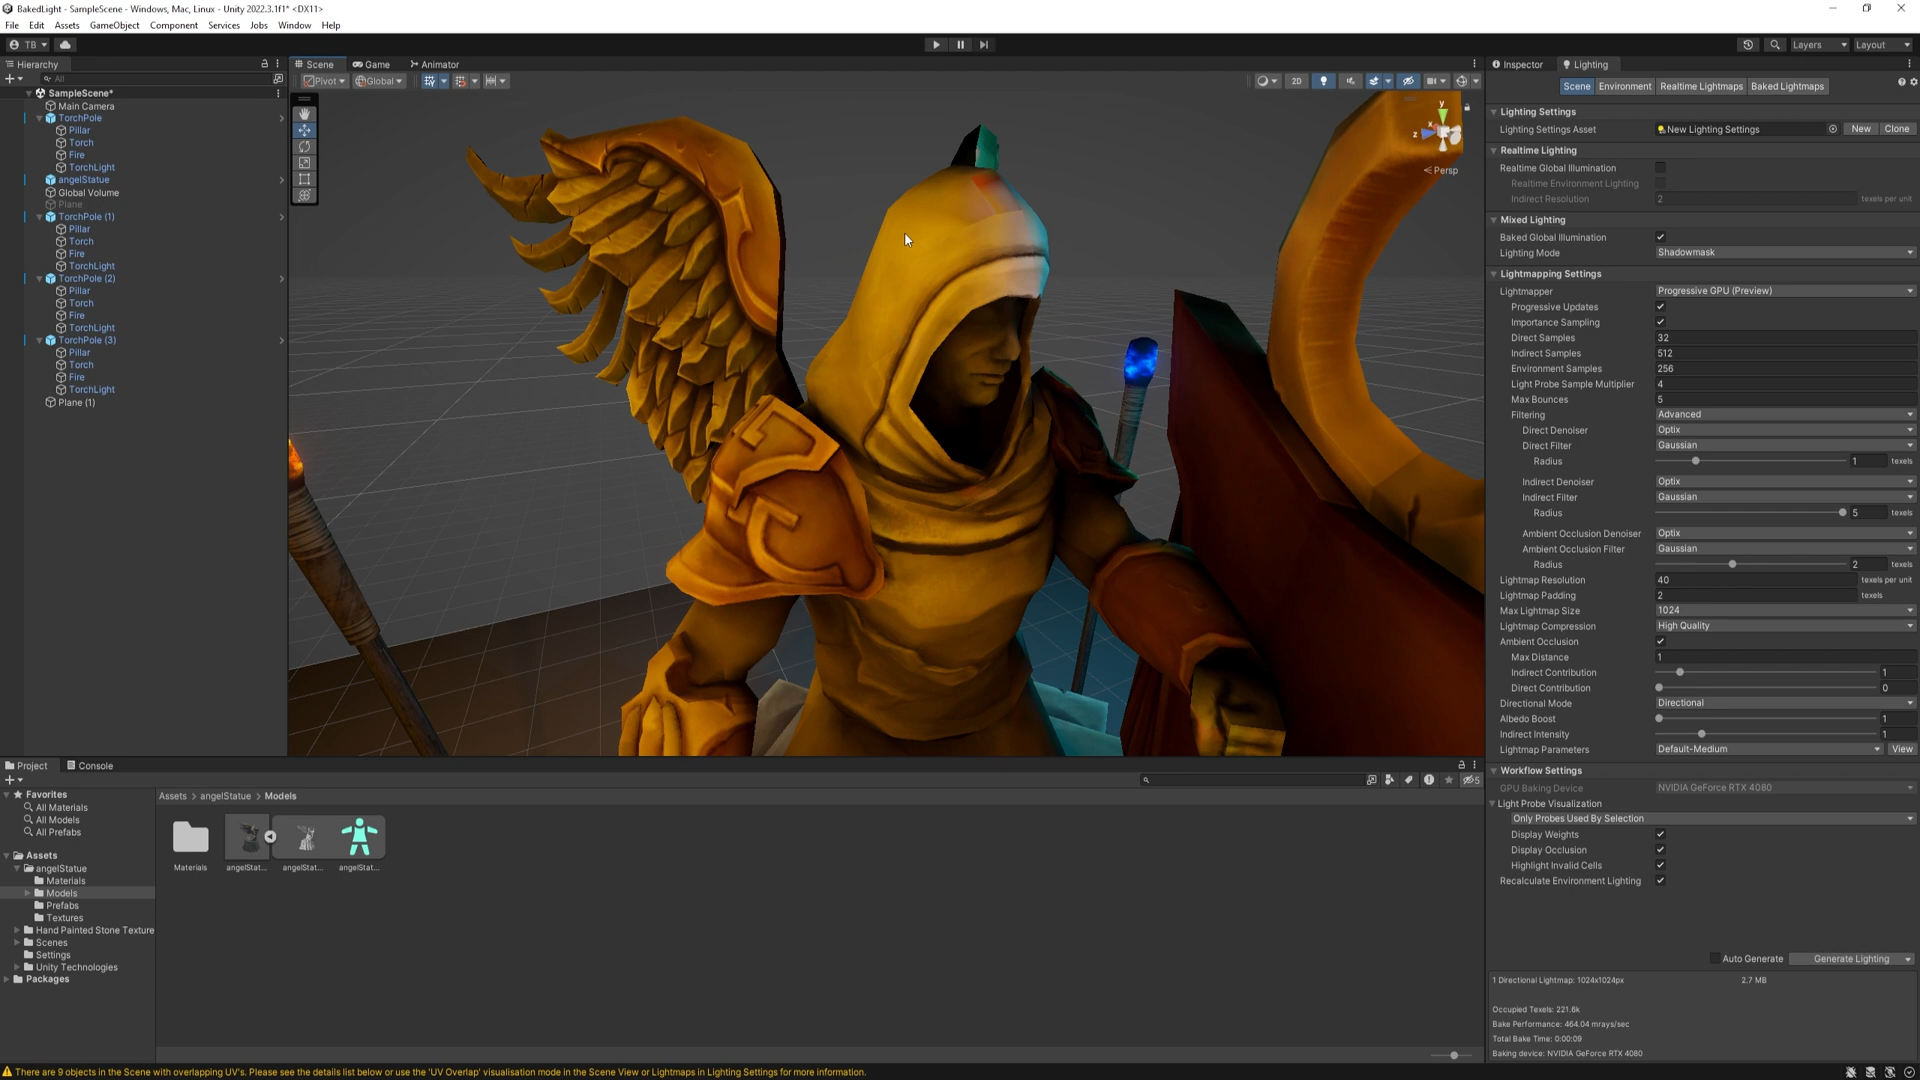 BakedLight - SampleScene - Windows, Mac, Linux - Unity 2022.3.1f1* <DX11>
File Edit Assets GameObject Component Services Jobs Window Help
TB Layers Layout
Hierarchy
All
SampleScene*
Main Camera
TorchPole
Pillar
Torch
Fire
TorchLight
angelStatue
Global Volume
Plane
TorchPole (1)
Pillar
Torch
Fire
TorchLight
TorchPole (2)
Pillar
Torch
Fire
TorchLight
TorchPole (3)
Pillar
Torch
Fire
TorchLight
Plane (1)
Scene Game Animator
Pivot Global 2D
y
x
z
Persp
Inspector Lighting
Scene Environment Realtime Lightmaps Baked Lightmaps
Lighting Settings
Lighting Settings Asset New Lighting Settings New Clone
Realtime Lighting
Realtime Global Illumination
Realtime Environment Lighting
Indirect Resolution 2 texels per unit
Mixed Lighting
Baked Global Illumination
Lighting Mode Shadowmask
Lightmapping Settings
Lightmapper Progressive GPU (Preview)
Progressive Updates
Importance Sampling
Direct Samples 32
Indirect Samples 512
Environment Samples 256
Light Probe Sample Multiplier 4
Max Bounces 5
Filtering Advanced
Direct Denoiser Optix
Direct Filter Gaussian
Radius 1 texels
Indirect Denoiser Optix
Indirect Filter Gaussian
Radius 5 texels
Ambient Occlusion Denoiser Optix
Ambient Occlusion Filter Gaussian
Radius 2 texels
Lightmap Resolution 40 texels per unit
Lightmap Padding 2 texels
Max Lightmap Size 1024
Lightmap Compression High Quality
Ambient Occlusion
Max Distance 1
Indirect Contribution 1
Direct Contribution 0
Directional Mode Directional
Albedo Boost 1
Indirect Intensity 1
Lightmap Parameters Default-Medium View
Workflow Settings
GPU Baking Device NVIDIA GeForce RTX 4080
Light Probe Visualization
Only Probes Used By Selection
Display Weights
Display Occlusion
Highlight Invalid Cells
Recalculate Environment Lighting
Auto Generate Generate Lighting
1 Directional Lightmap: 1024x1024px 2.7 MB
Occupied Texels: 221.6k
Bake Performance: 464.04 mrays/sec
Total Bake Time: 0:00:09
Baking device: NVIDIA GeForce RTX 4080
Project Console
5
Favorites
All Materials
All Models
All Prefabs
Assets
angelStatue
Materials
Models
Prefabs
Textures
Hand Painted Stone Texture
Scenes
Settings
Unity Technologies
Packages
Assets > angelStatue > Models
Materials angelStat... angelStat... angelStat...
There are 9 objects in the Scene with overlapping UV's. Please see the details list below or use the 'UV Overlap' visualisation mode in the Scene View or Lightmaps in Lighting Settings for more information.